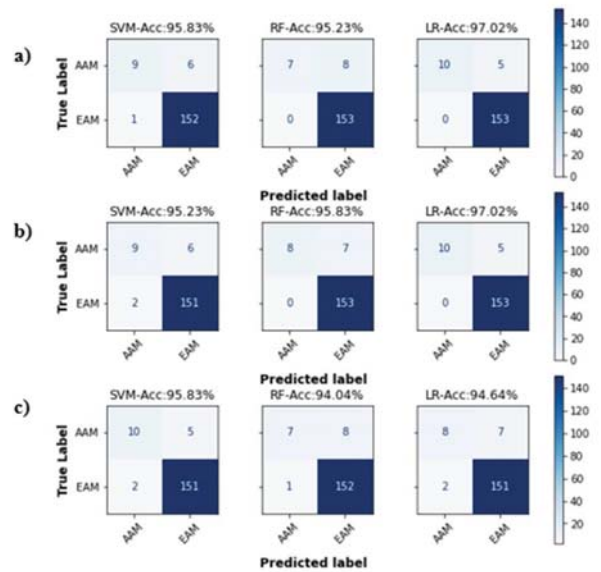 a)
SVM-Acc:95.83% RF-Acc:95.23% LR-Acc:97.02%
True Label
AAM 9 6 7 8 10 5
EAM 1 152 0 153 0 153
AAM EAM AAM EAM AAM EAM
Predicted label
140
120
100
80
60
40
20
0
b)
SVM-Acc:95.23% RF-Acc:95.83% LR-Acc:97.02%
True Label
AAM 9 6 8 7 10 5
EAM 2 151 0 153 0 153
AAM EAM AAM EAM AAM EAM
Predicted label
140
120
100
80
60
40
20
0
c)
SVM-Acc:95.83% RF-Acc:94.04% LR-Acc:94.64%
True Label
AAM 10 5 7 8 8 7
EAM 2 151 1 152 2 151
AAM EAM AAM EAM AAM EAM
Predicted label
140
120
100
80
60
40
20